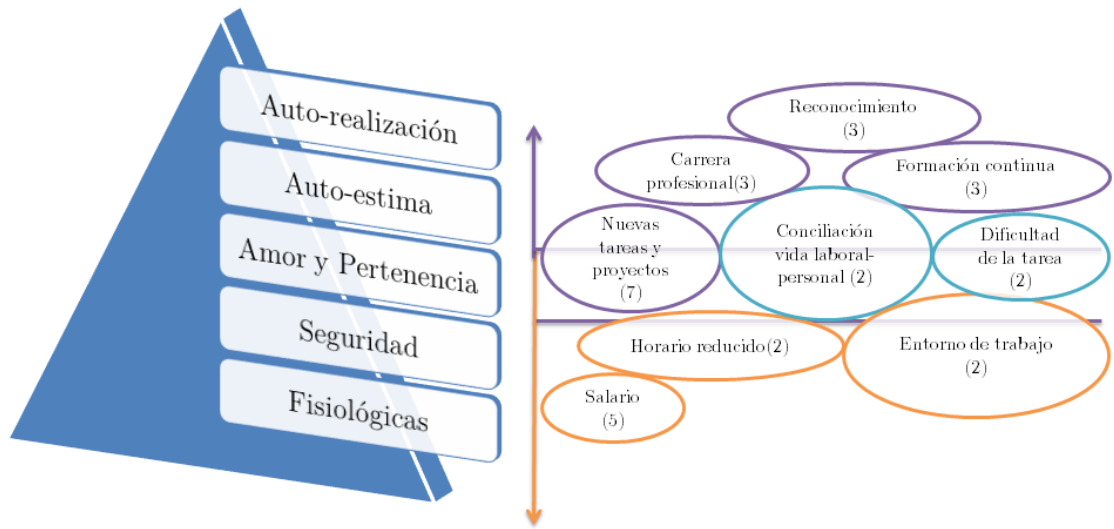 Auto-realización
Auto-estima
Amor y Pertenencia
Seguridad
Fisiológicas
Reconocimiento
(3)
Carrera
profesional(3)
Formación continua
(3)
Nuevas
tareas y
proyectos
(7)
Conciliación
vida laboral-
personal (2)
Dificultad
de la tarea
(2)
Horario reducido(2)
Entorno de trabajo
(2)
Salario
(5)